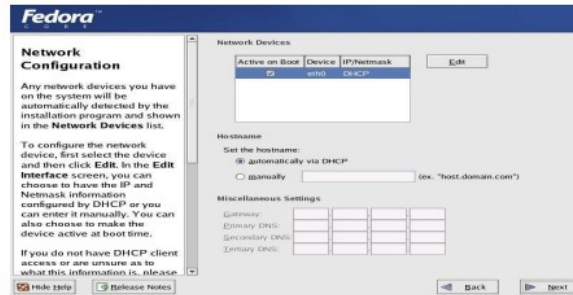 Fedora
CORE
Network
Configuration
Any network devices you have
on the system will be
automatically detected by the
installation program and shown
in the Network Devices list.
To configure the network
device, first select the device
and then click Edit. In the Edit
Interface screen, you can
choose to have the IP and
Netmask information
configured by DHCP or you
can enter it manually. You can
also choose to make the
device active at boot time.
If you do not have DHCP client
access or are unsure as to
what this information is, please
Network Devices
Active on Boot Device IP/Netmask
eth0 DHCP
Edit
Hostname
Set the hostname:
automatically via DHCP
manually (ex. "host.domain.com")
Miscellaneous Settings
Gateway:
Primary DNS:
Secondary DNS:
Tertiary DNS:
Hide Help Release Notes Back Next